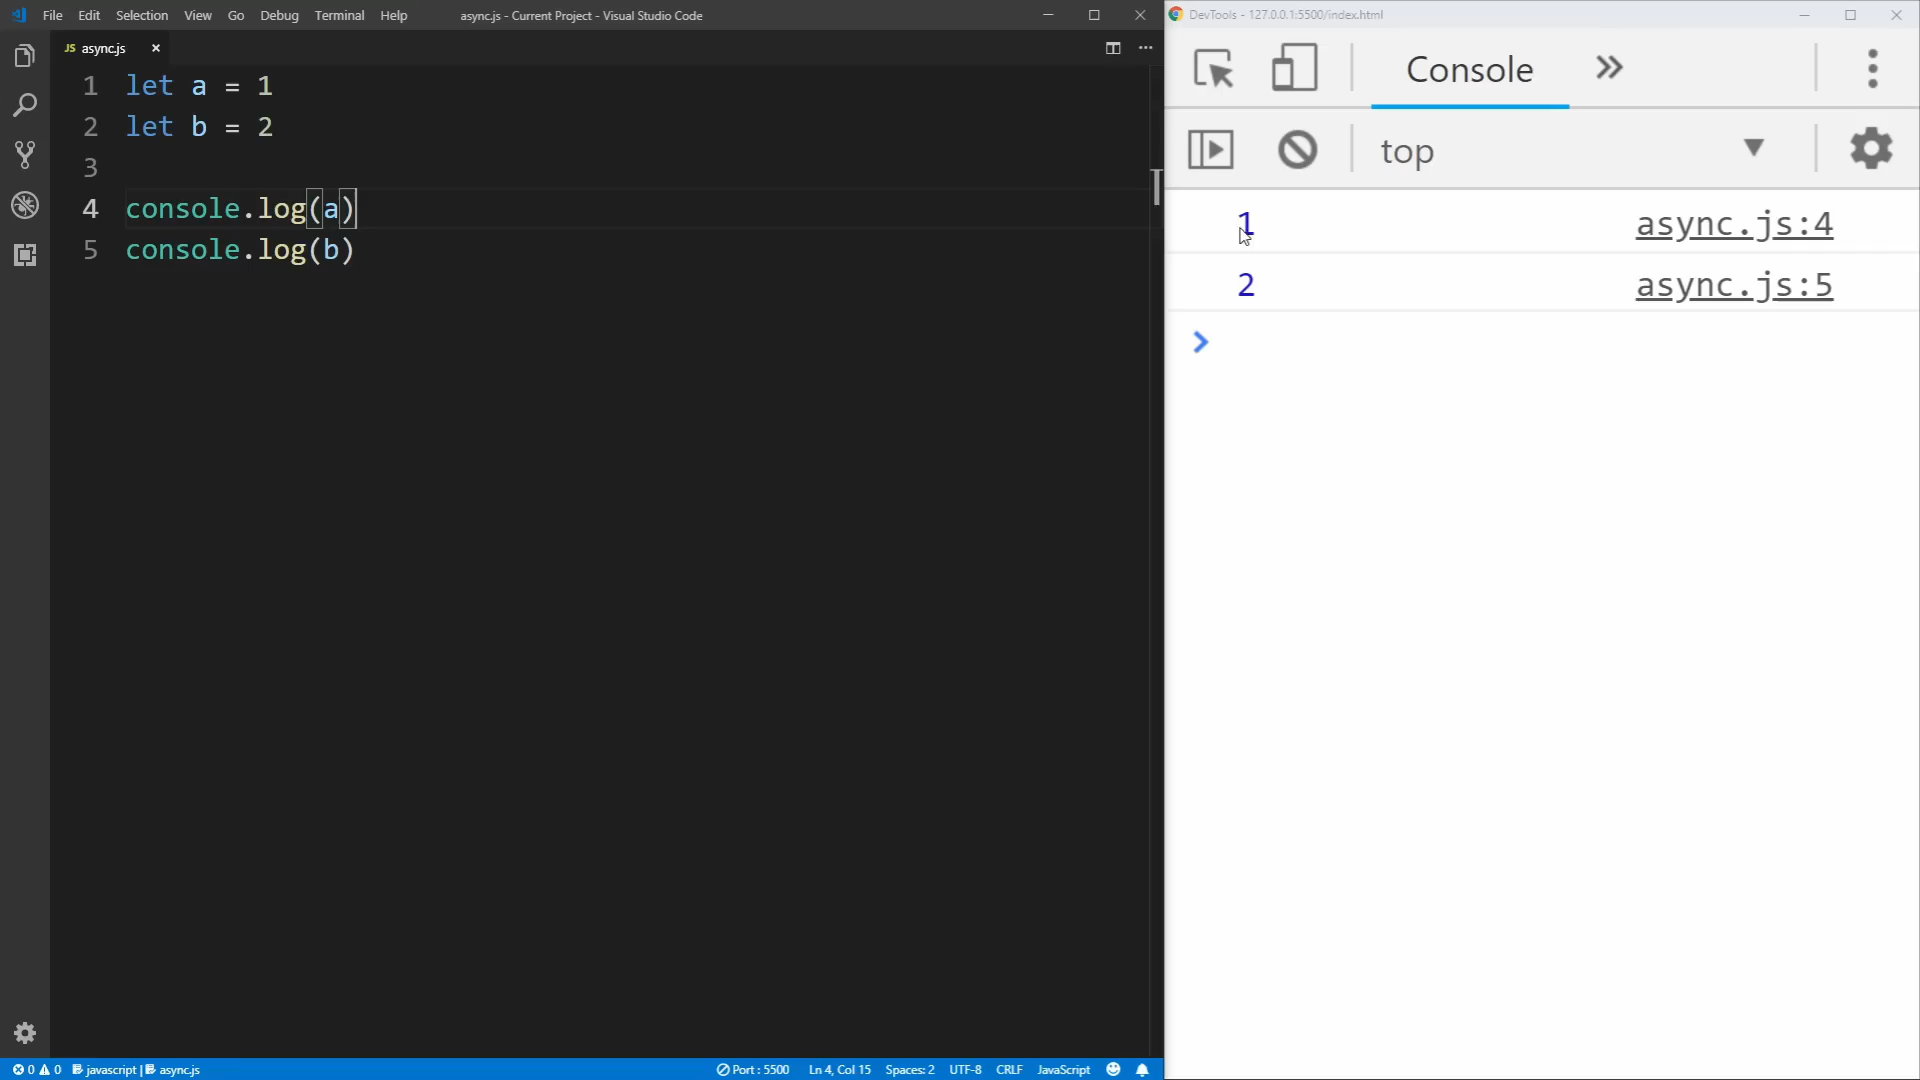 File Edit Selection View Go Debug Terminal Help
async.js - Current Project - Visual Studio Code
JS async.js
1 let a = 1
2 let b = 2
3
4 console.log(a)
5 console.log(b)
0 0 javascript | async.js
Port : 5500 Ln 4, Col 15 Spaces: 2 UTF-8 CRLF JavaScript
DevTools - 127.0.0.1:5500/index.html
Console
top
1 async.js:4
2 async.js:5